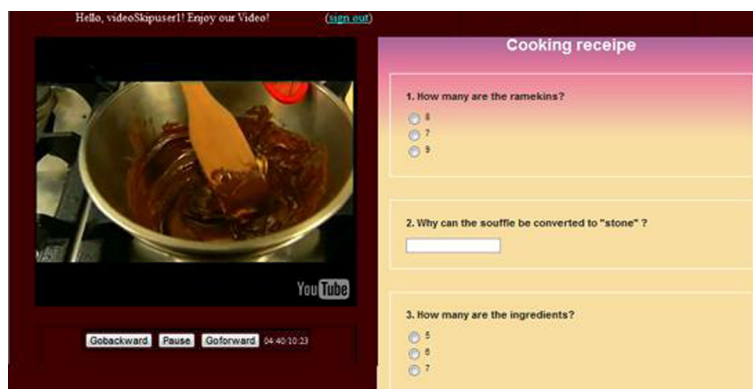 Hello, videoSkipuser1! Enjoy our Video! (sign out)
YouTube
Gobackward Pause Goforward 04:40/10:23
Cooking receipe
1. How many are the ramekins?
8
7
9
2. Why can the souffle be converted to "stone" ?
3. How many are the ingredients?
5
6
7